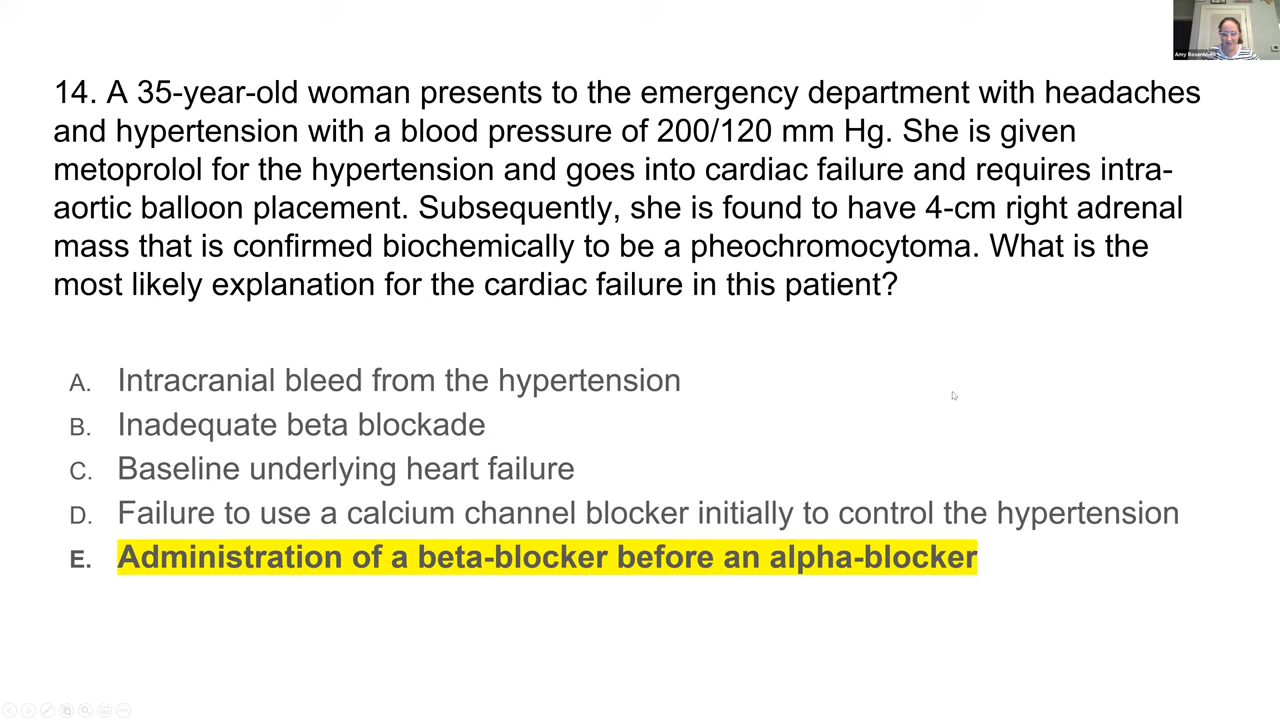 14. A 35-year-old woman presents to the emergency department with headaches
and hypertension with a blood pressure of 200/120 mm Hg. She is given
metoprolol for the hypertension and goes into cardiac failure and requires intra-
aortic balloon placement. Subsequently, she is found to have 4-cm right adrenal
mass that is confirmed biochemically to be a pheochromocytoma. What is the
most likely explanation for the cardiac failure in this patient?
A. Intracranial bleed from the hypertension
B. Inadequate beta blockade
C. Baseline underlying heart failure
D. Failure to use a calcium channel blocker initially to control the hypertension
E. Administration of a beta-blocker before an alpha-blocker
Amy